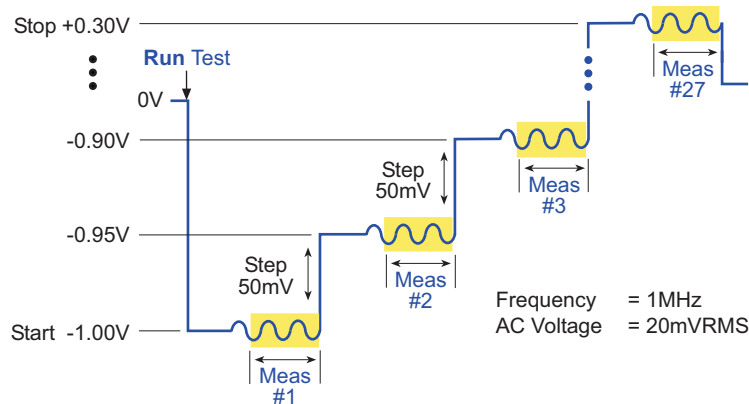 Stop +0.30V
Run Test
Meas
#27
0V
-0.90V
Step
50mV
Meas
#3
-0.95V
Step
50mV
Meas
#2
Frequency = 1MHz
AC Voltage = 20mVRMS
Start -1.00V
Meas
#1